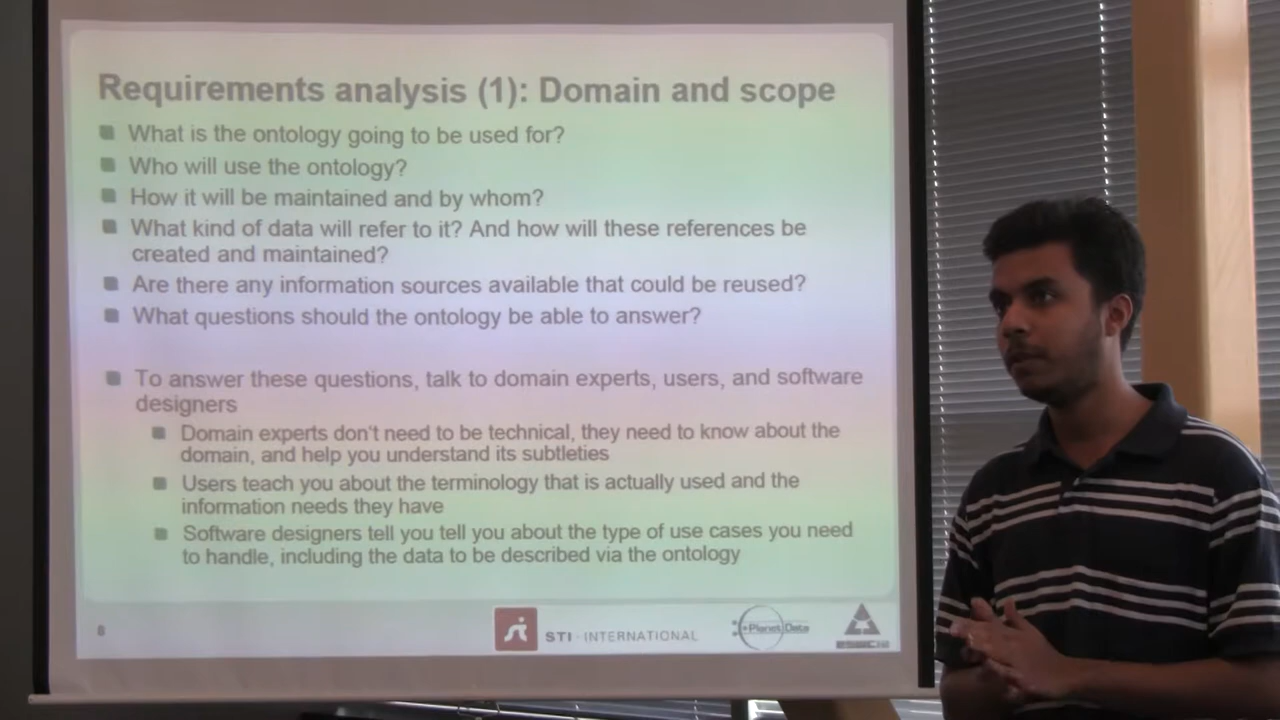 Requirements analysis (1): Domain and scope
What is the ontology going to be used for?
Who will use the ontology?
How it will be maintained and by whom?
What kind of data will refer to it? And how will these references be
created and maintained?
Are there any information sources available that could be reused?
What questions should the ontology be able to answer?
To answer these questions, talk to domain experts, users, and software
designers
Domain experts don't need to be technical, they need to know about the
domain, and help you understand its subtleties
Users teach you about the terminology that is actually used and the
information needs they have
Software designers tell you tell you about the type of use cases you need
to handle, including the data to be described via the ontology
8
STI · INTERNATIONAL
PlanetData